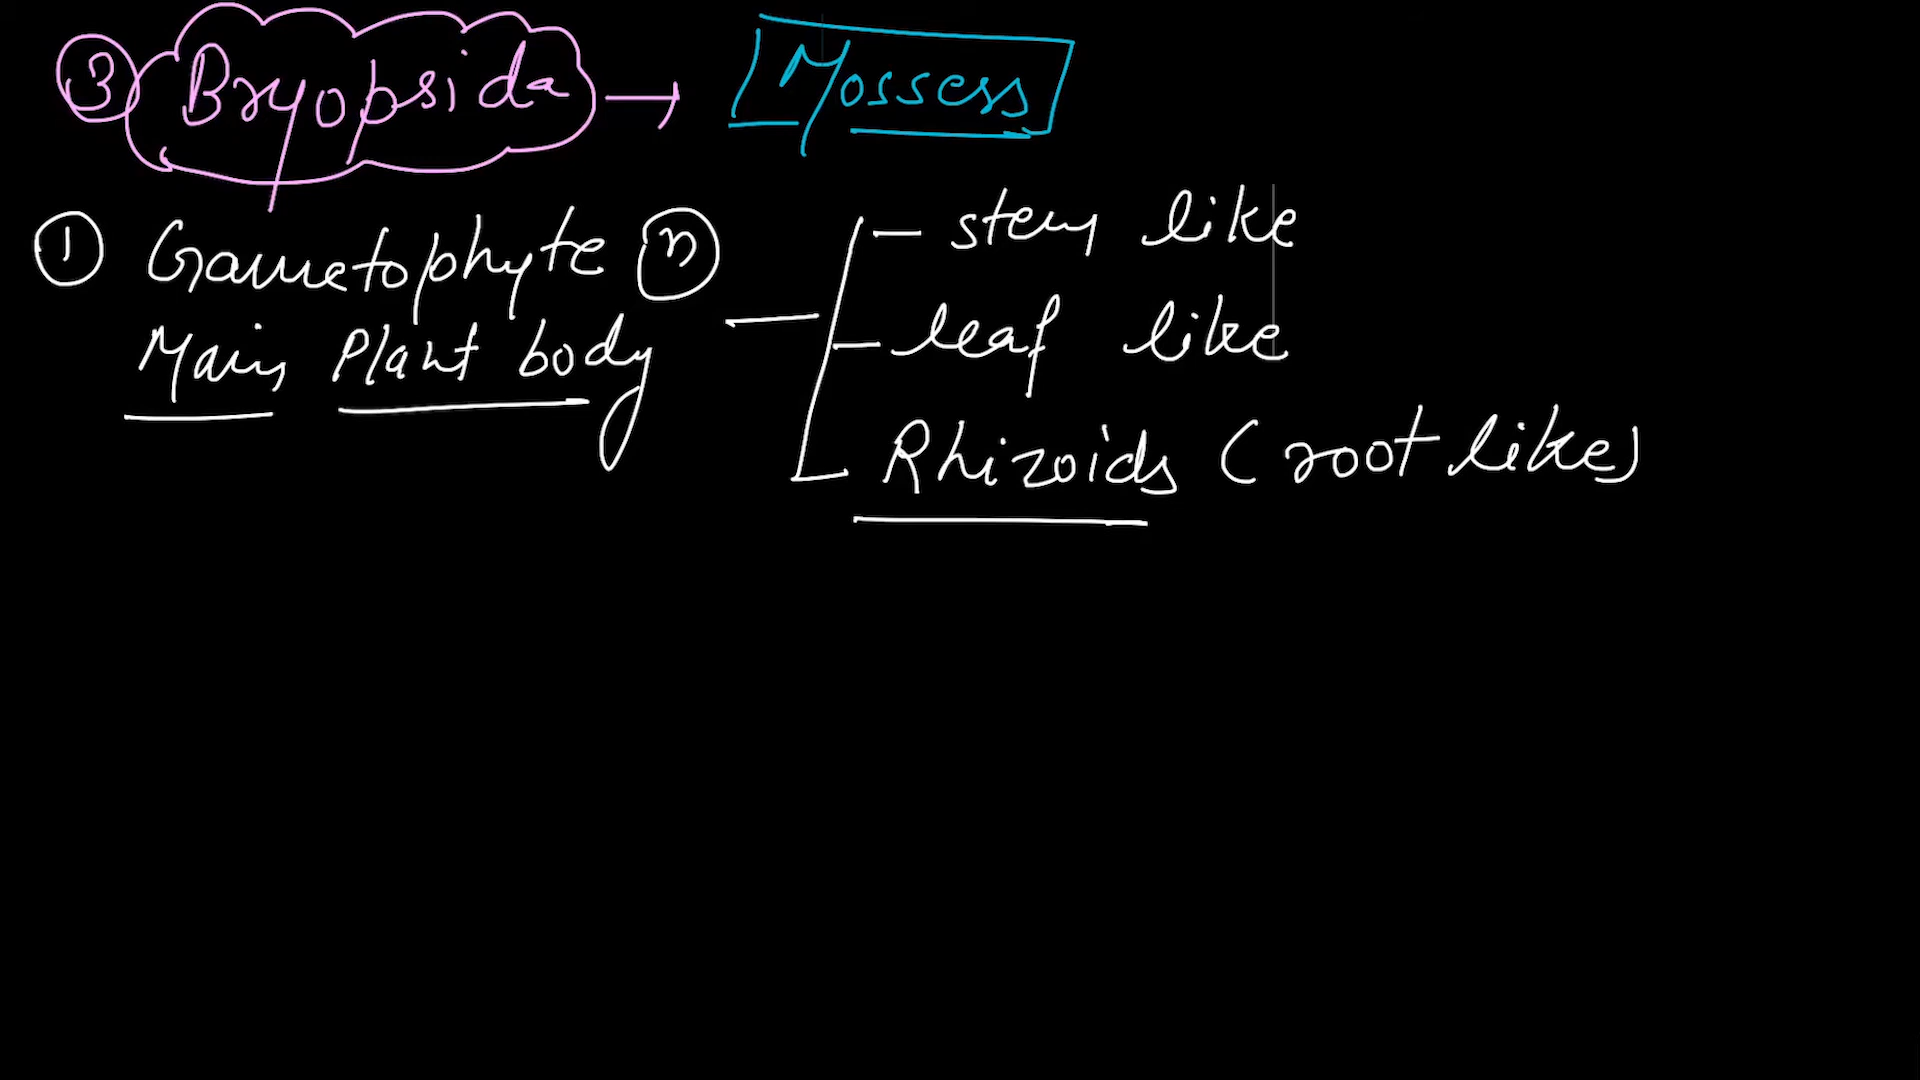 ③ Bryopsida → Mossess
① Gametophyte ⓝ
Main Plant body
— stem like
— leaf like
Rhizoids (root like)